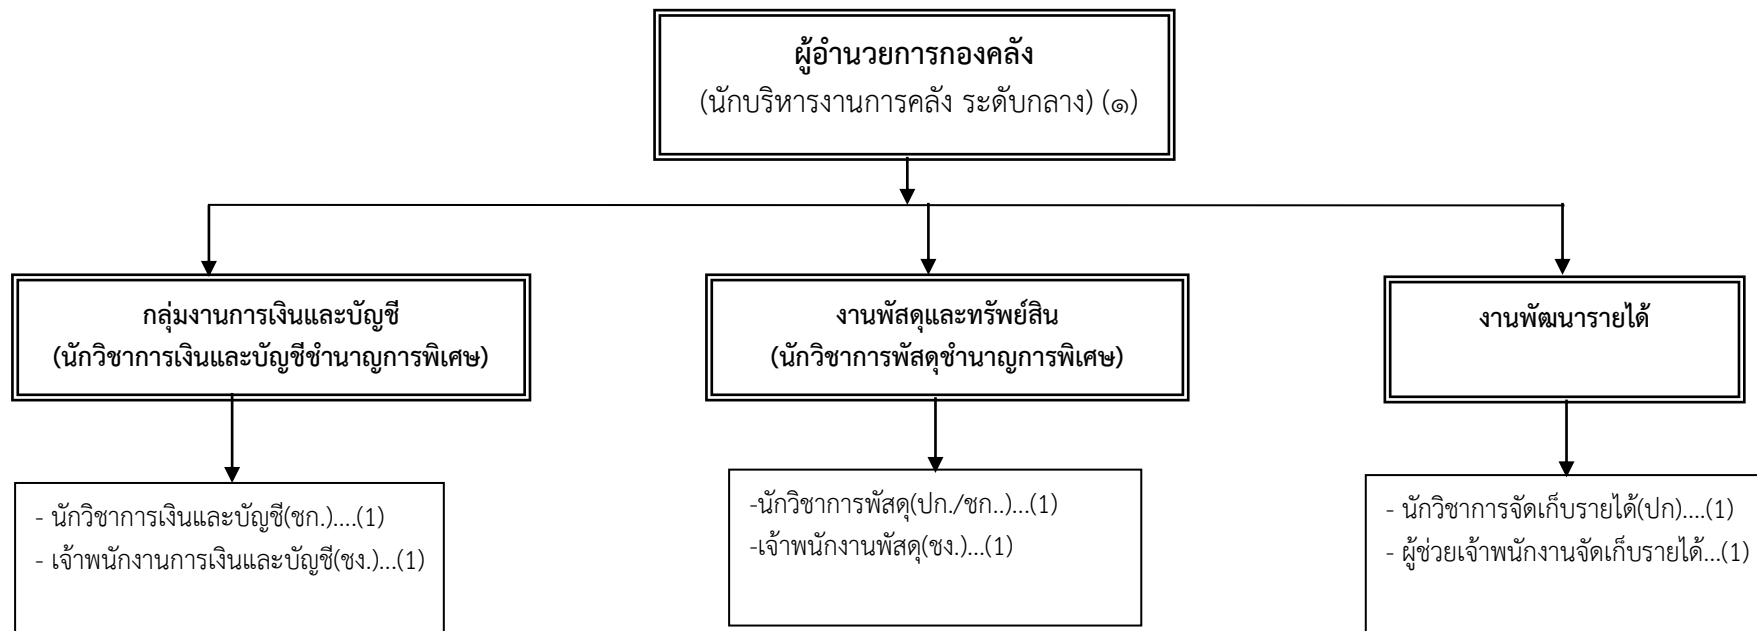 ผู้อำนวยการกองคลัง
(นักบริหารงานการคลัง ระดับกลาง) (๑)
กลุ่มงานการเงินและบัญชี
(นักวิชาการเงินและบัญชีชำนาญการพิเศษ)
งานพัสดุและทรัพย์สิน
(นักวิชาการพัสดุชำนาญการพิเศษ)
งานพัฒนารายได้
- นักวิชาการเงินและบัญชี(ชก.)....(1)
- เจ้าพนักงานการเงินและบัญชี(ชง.)...(1)
-นักวิชาการพัสดุ(ปก./ชก..)...(1)
-เจ้าพนักงานพัสดุ(ชง.)...(1)
- นักวิชาการจัดเก็บรายได้(ปก)....(1)
- ผู้ช่วยเจ้าพนักงานจัดเก็บรายได้...(1)